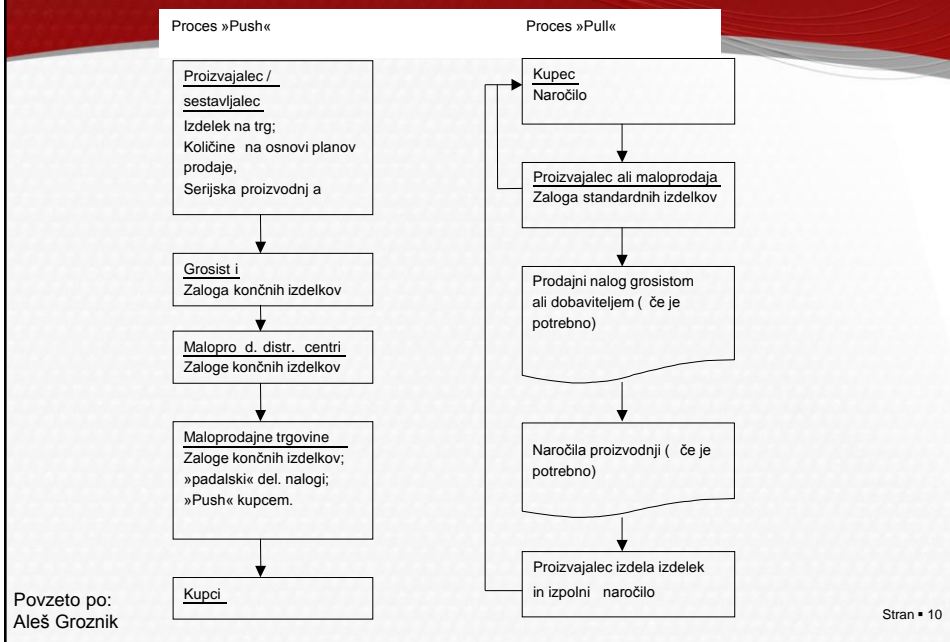 Proces »Push«
Proizvajalec /
sestavljalec
Izdelek na trg;
Količine na osnovi planov
prodaje,
Serijska proizvodnj a
Grosist i
Zaloga končnih izdelkov
Malopro d. distr. centri
Zaloge končnih izdelkov
Maloprodajne trgovine
Zaloge končnih izdelkov;
»padalski« del. nalogi;
»Push« kupcem.
Kupci
Proces »Pull«
Kupec
Naročilo
Proizvajalec ali maloprodaja
Zaloga standardnih izdelkov
Prodajni nalog grosistom
ali dobaviteljem ( če je
potrebno)
Naročila proizvodnji ( če je
potrebno)
Proizvajalec izdela izdelek
in izpolni naročilo
Povzeto po:
Aleš Groznik
Stran ▪ 10